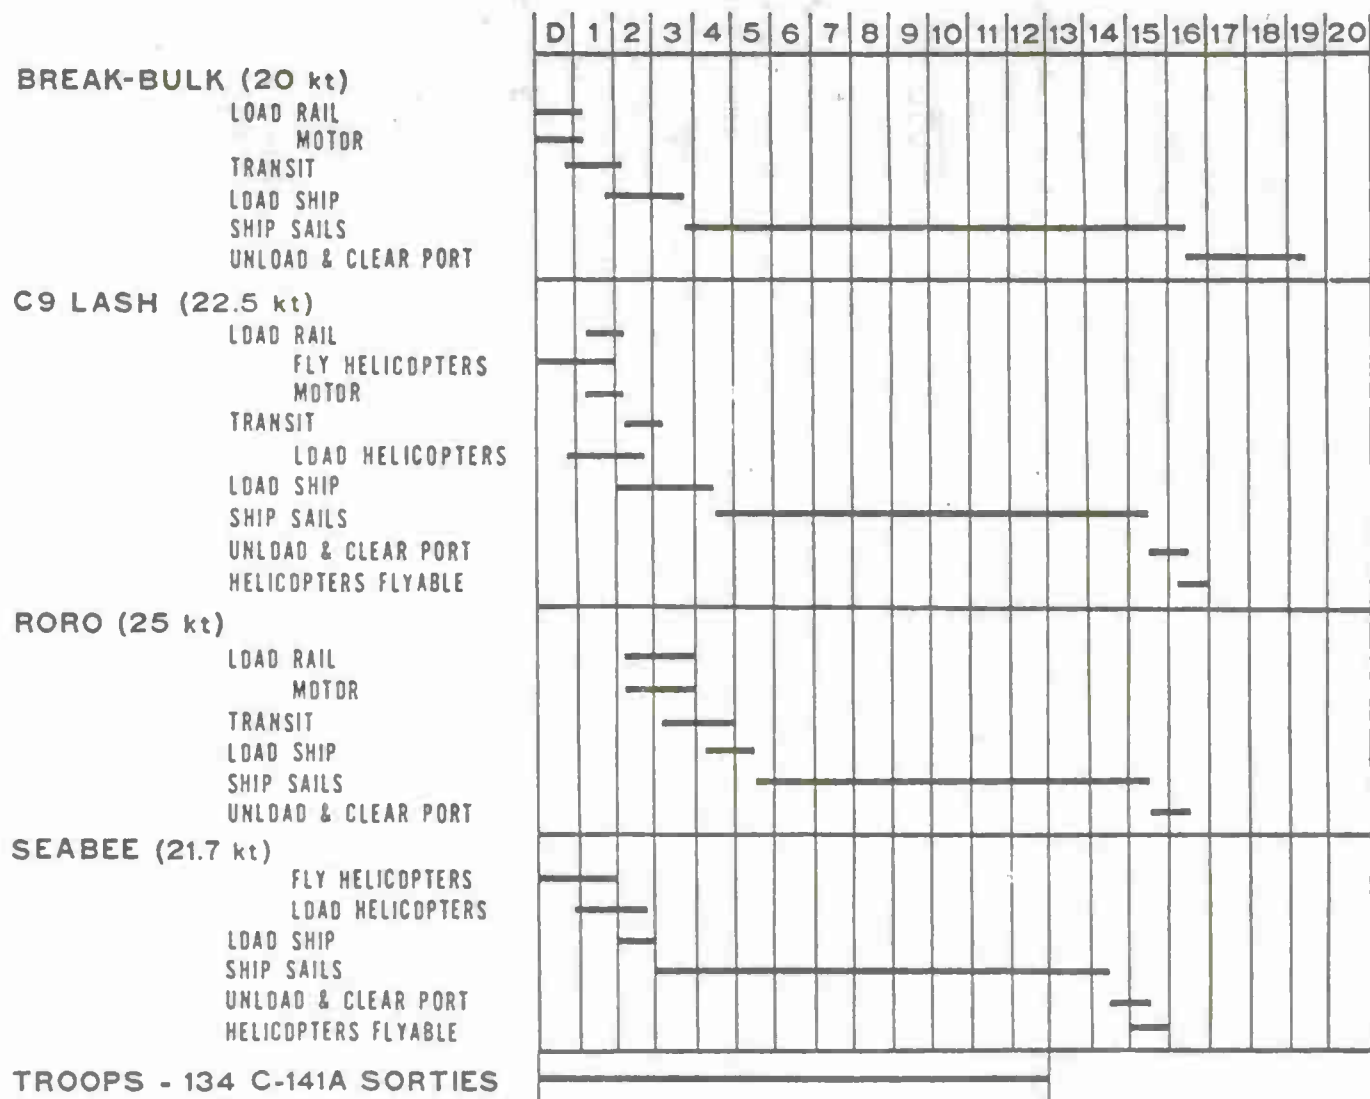 D 1 2 3 4 5 6 7 8 9 10 11 12 13 14 15 16 17 18 19 20
BREAK-BULK (20 kt)
LOAD RAIL
MOTOR
TRANSIT
LOAD SHIP
SHIP SAILS
UNLOAD & CLEAR PORT
C9 LASH (22.5 kt)
LOAD RAIL
FLY HELICOPTERS
MOTOR
TRANSIT
LOAD HELICOPTERS
LOAD SHIP
SHIP SAILS
UNLOAD & CLEAR PORT
HELICOPTERS FLYABLE
RORO (25 kt)
LOAD RAIL
MOTOR
TRANSIT
LOAD SHIP
SHIP SAILS
UNLOAD & CLEAR PORT
SEABEE (21.7 kt)
FLY HELICOPTERS
LOAD HELICOPTERS
LOAD SHIP
SHIP SAILS
UNLOAD & CLEAR PORT
HELICOPTERS FLYABLE
TROOPS - 134 C-141A SORTIES